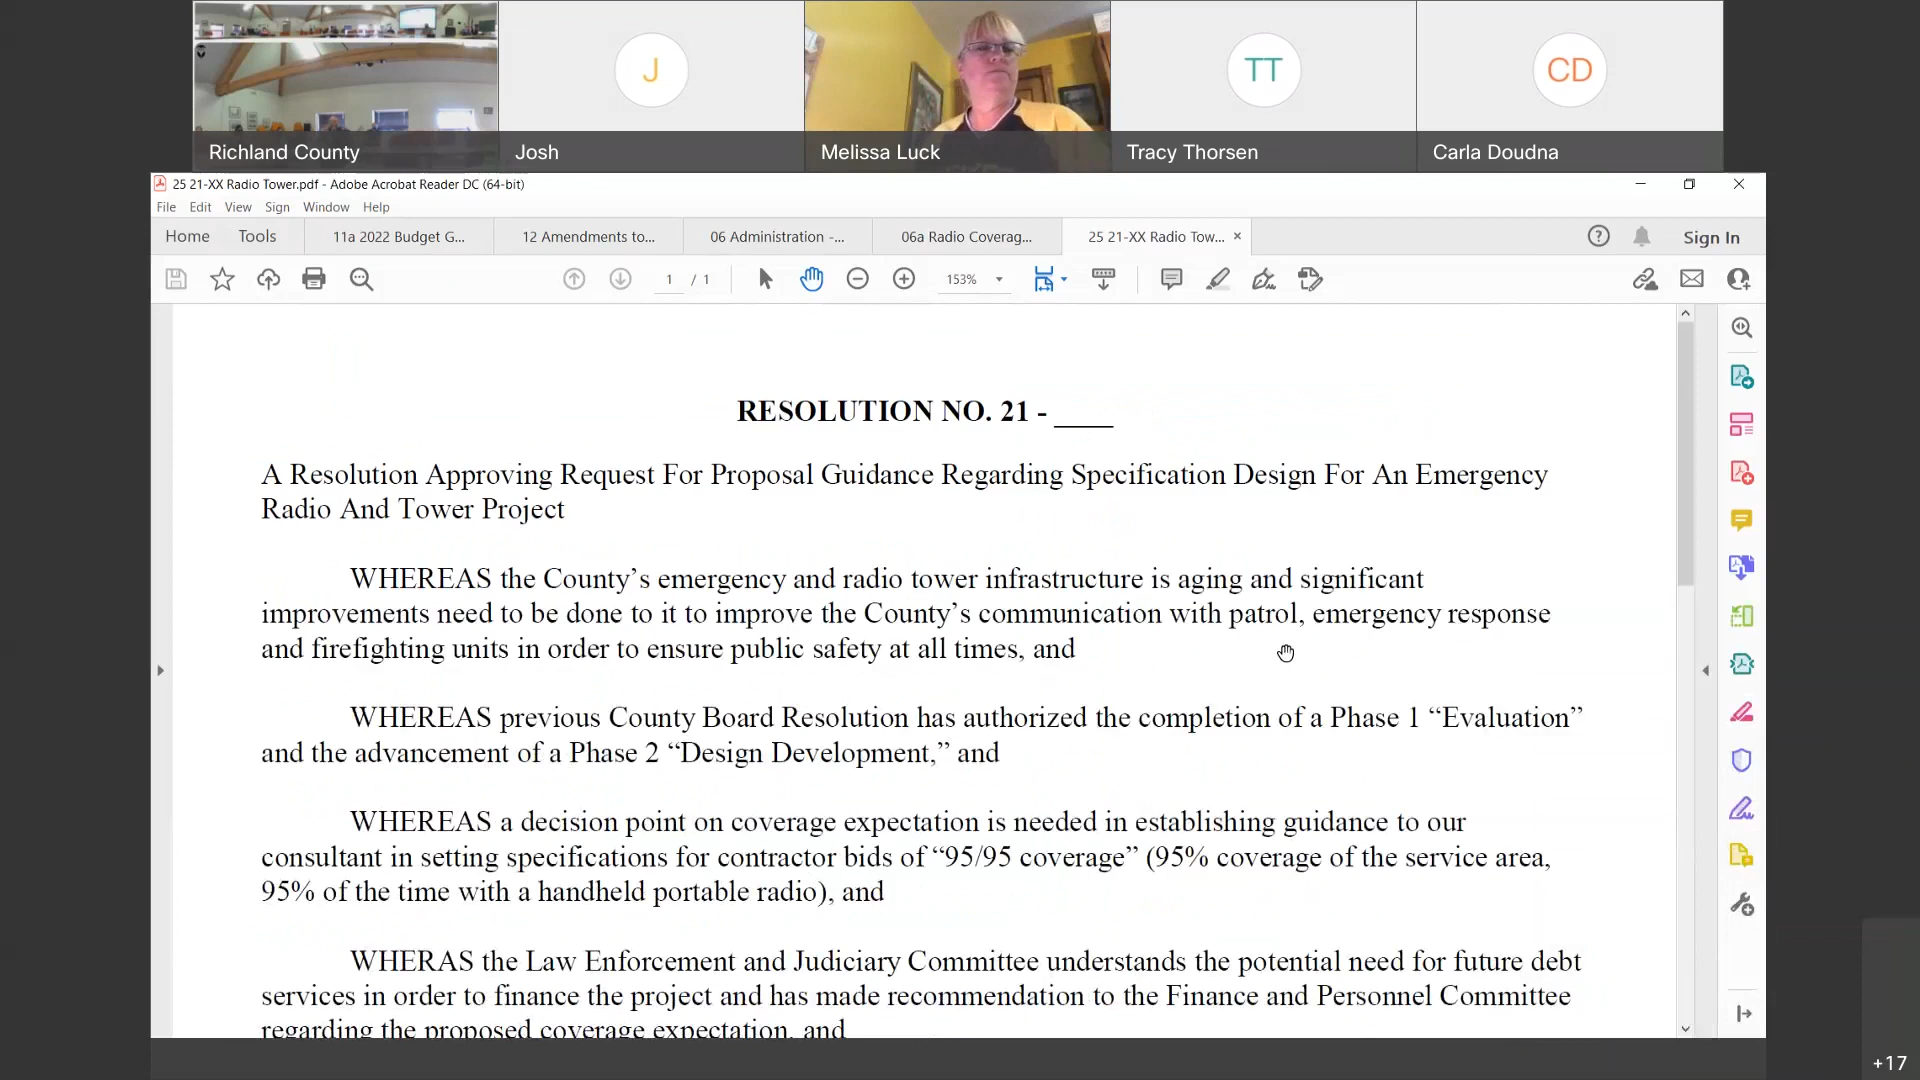 J
TT
CD
Richland County
Josh
Melissa Luck
Tracy Thorsen
Carla Doudna
25 21-XX Radio Tower.pdf - Adobe Acrobat Reader DC (64-bit)
File Edit View Sign Window Help
Home Tools 11a 2022 Budget G... 12 Amendments to... 06 Administration -... 06a Radio Coverag... 25 21-XX Radio Tow... × Sign In
1 / 1 153%
RESOLUTION NO. 21 - ____
A Resolution Approving Request For Proposal Guidance Regarding Specification Design For An Emergency
Radio And Tower Project
WHEREAS the County’s emergency and radio tower infrastructure is aging and significant
improvements need to be done to it to improve the County’s communication with patrol, emergency response
and firefighting units in order to ensure public safety at all times, and
WHEREAS previous County Board Resolution has authorized the completion of a Phase 1 “Evaluation”
and the advancement of a Phase 2 “Design Development,” and
WHEREAS a decision point on coverage expectation is needed in establishing guidance to our
consultant in setting specifications for contractor bids of “95/95 coverage” (95% coverage of the service area,
95% of the time with a handheld portable radio), and
WHERAS the Law Enforcement and Judiciary Committee understands the potential need for future debt
services in order to finance the project and has made recommendation to the Finance and Personnel Committee
regarding the proposed coverage expectation, and
+17